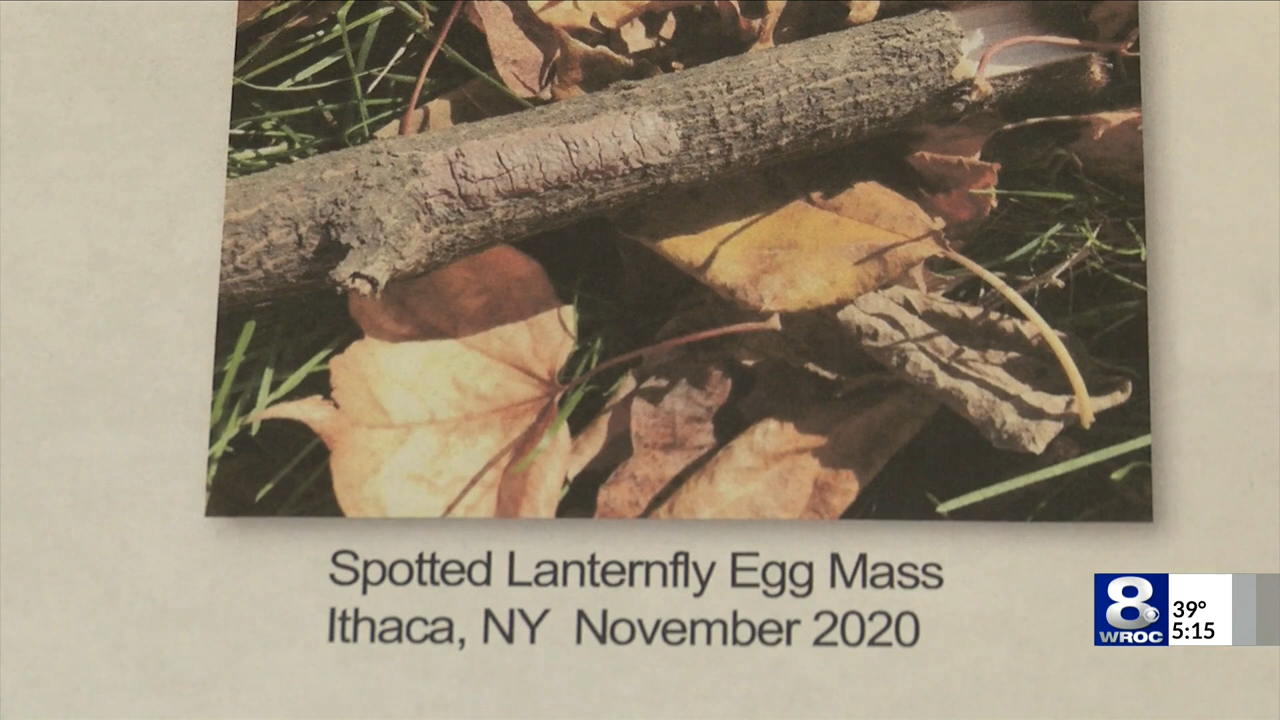 Spotted Lanternfly Egg Mass
Ithaca, NY November 2020
8
WROC
39°
5:15